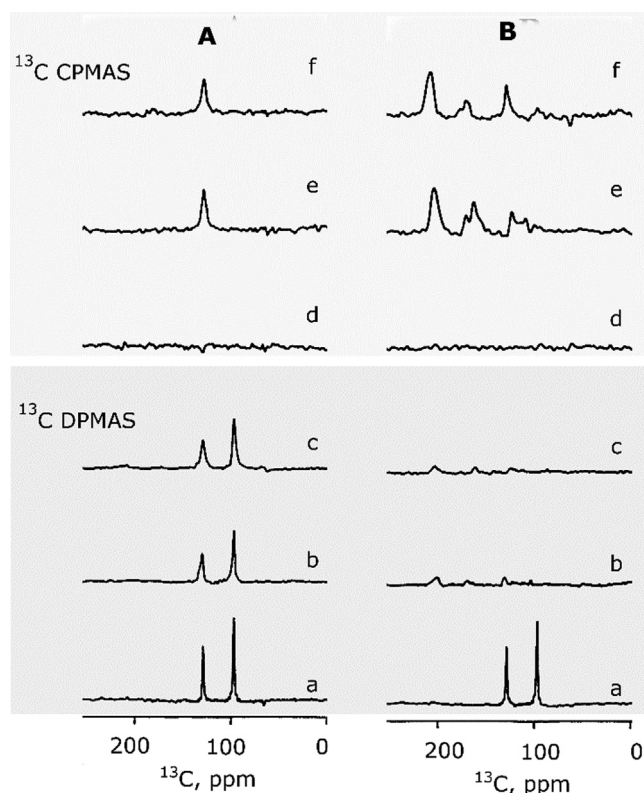 A B
¹³C CPMAS f f
e e
d d
¹³C DPMAS
c c
b b
a a
200 100 0 200 100 0
¹³C, ppm ¹³C, ppm